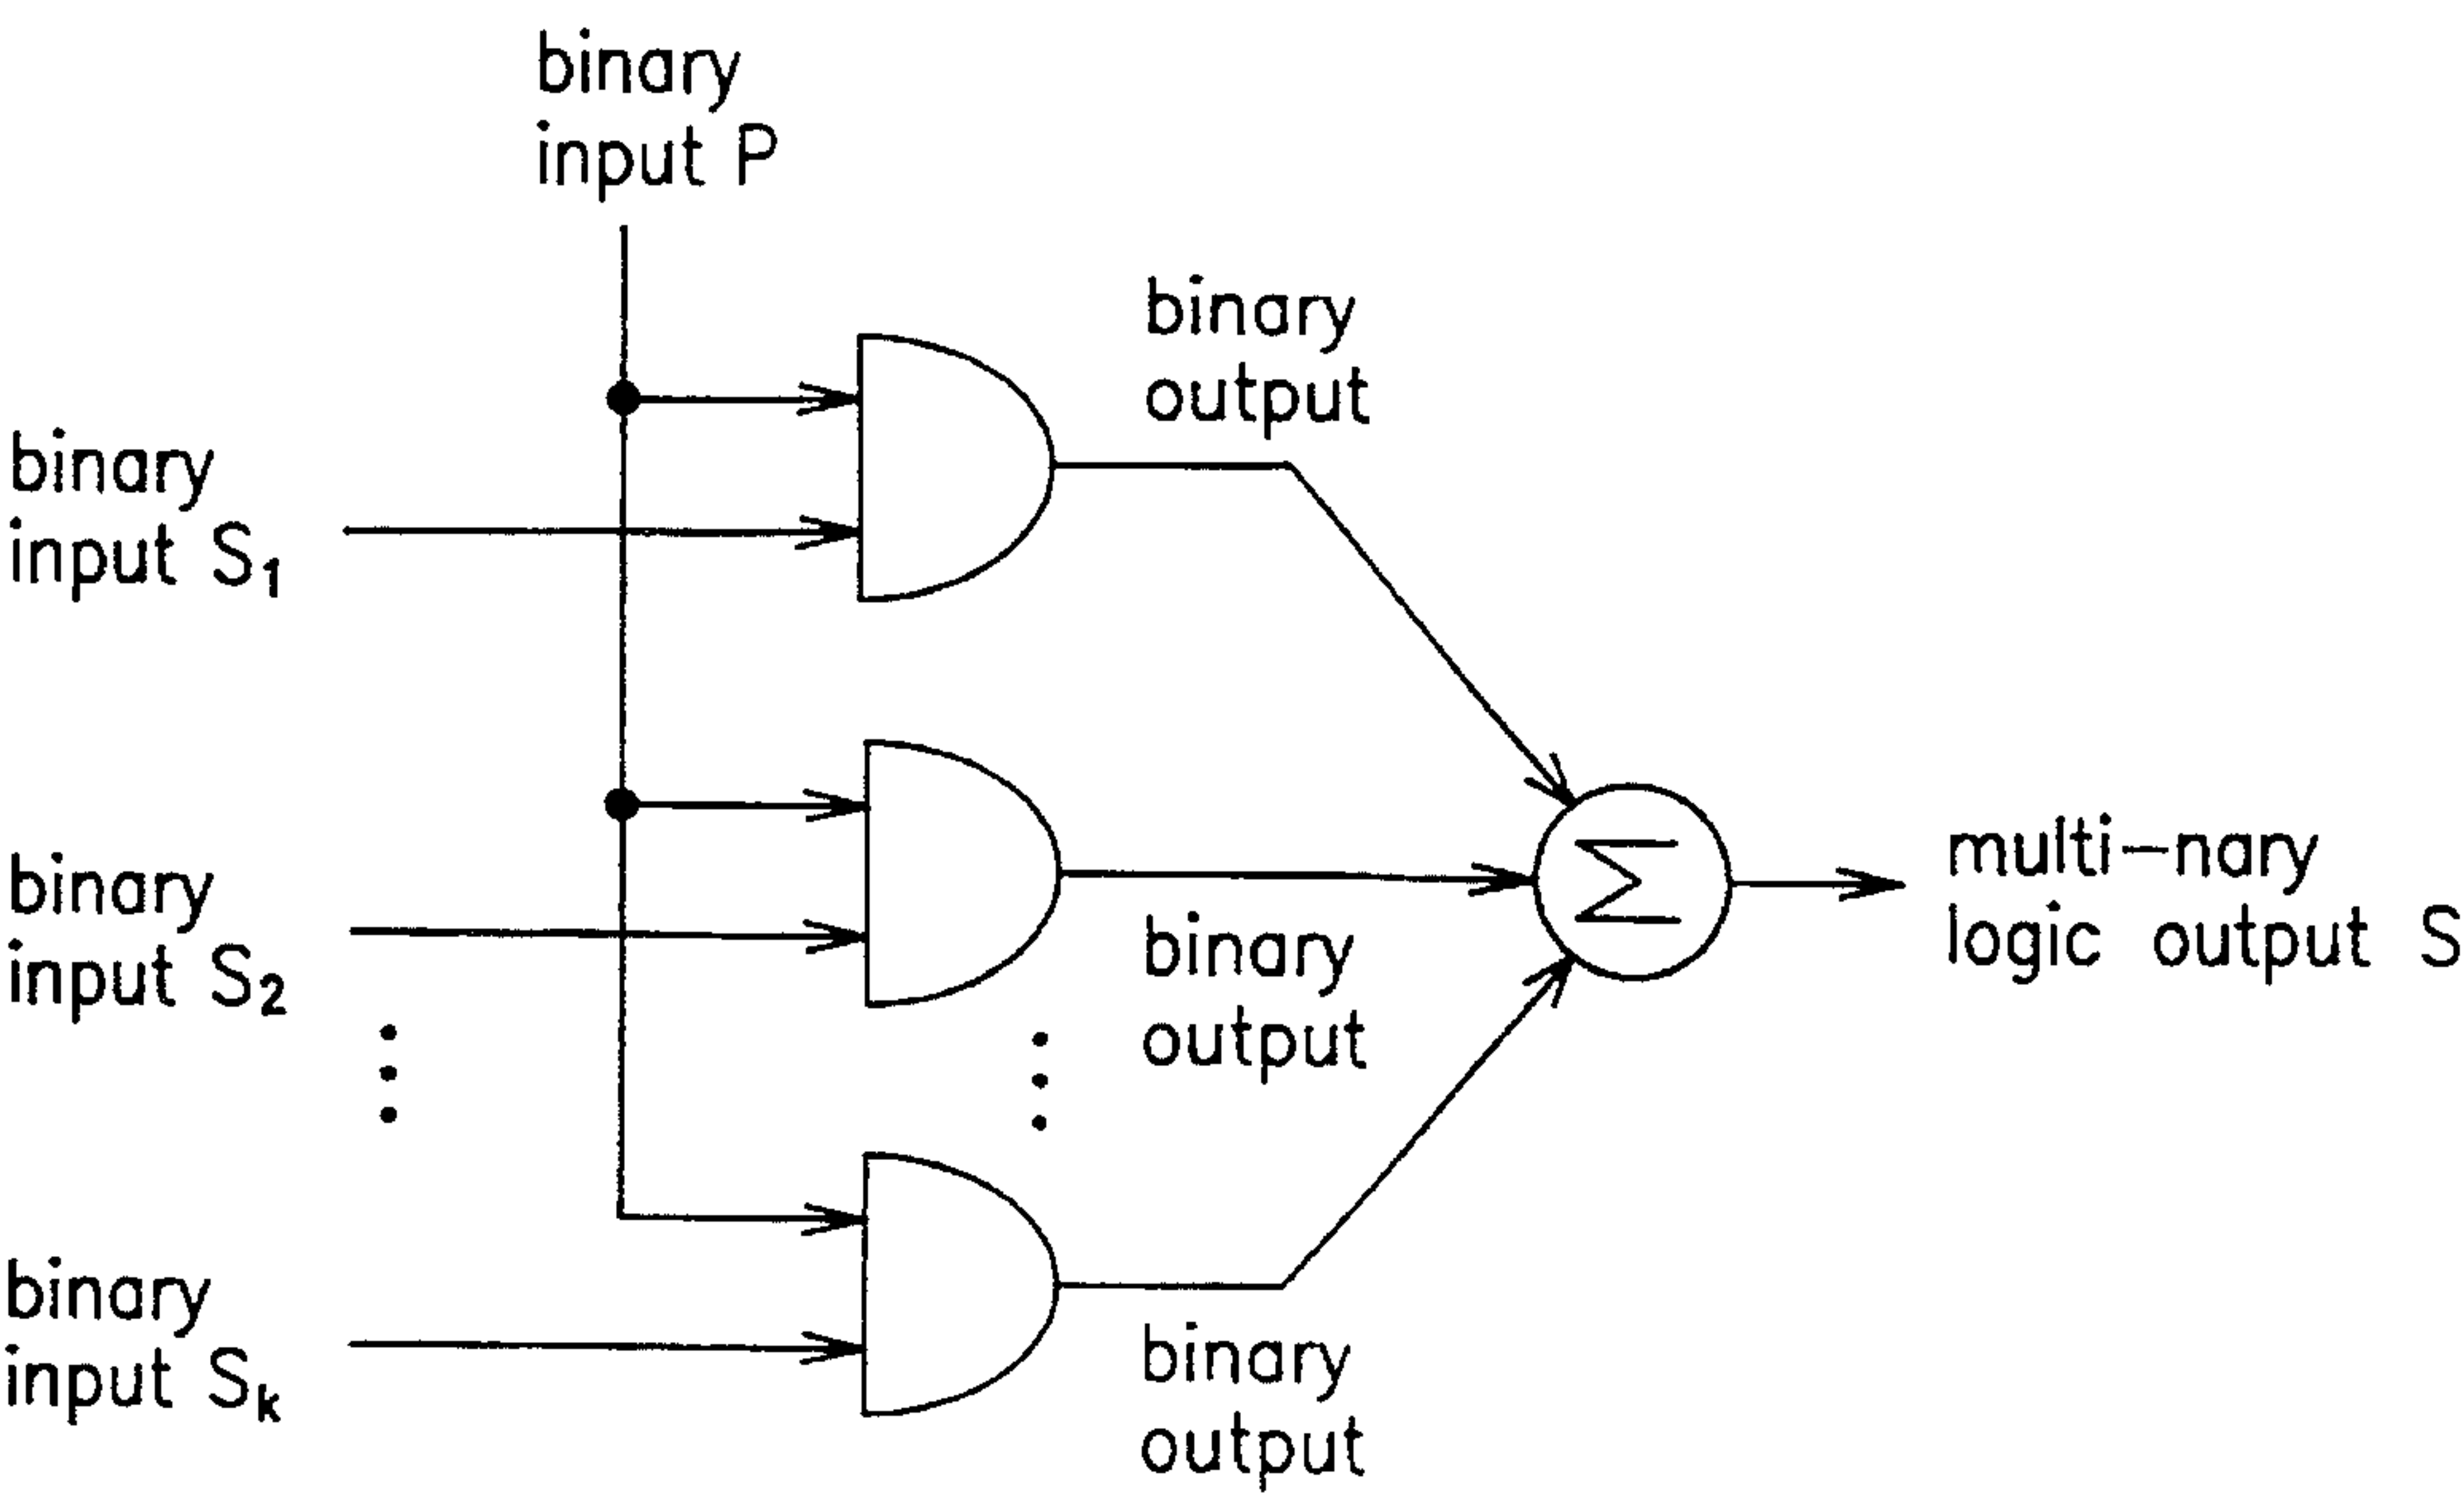 binary
input P
binary
output
binary
input S1
binary
input S2
Σ
multi-nary
logic output S
binary
output
binary
input Sk
binary
output